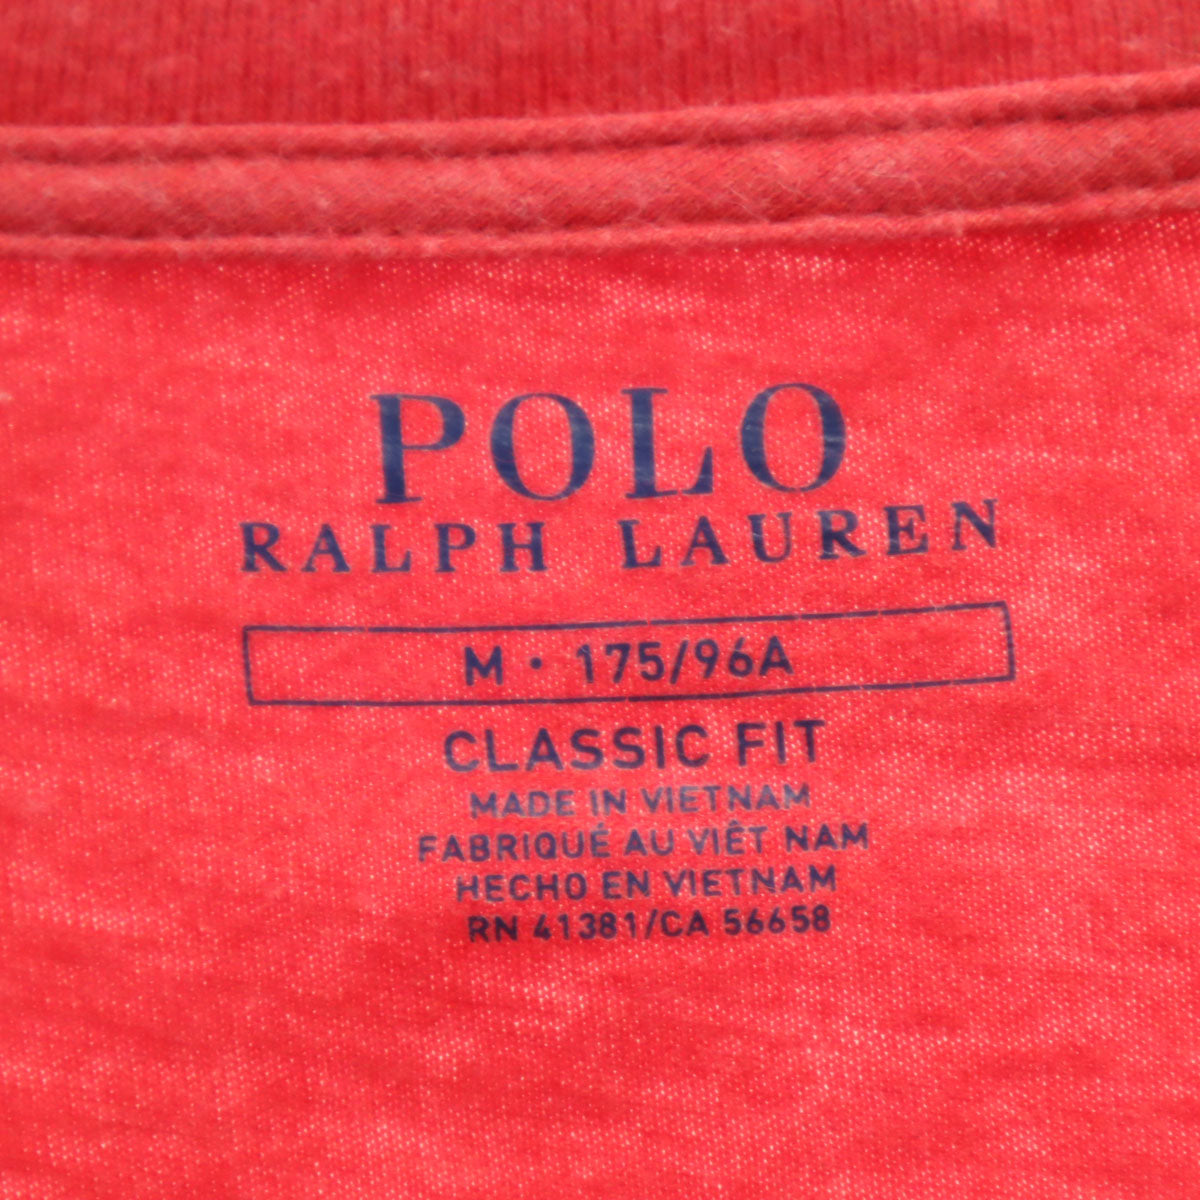 POLO
RALPH LAUREN
M • 175/96A
CLASSIC FIT
MADE IN VIETNAM
FABRIQUÉ AU VIÊT NAM
HECHO EN VIETNAM
RN 41381/CA 56658